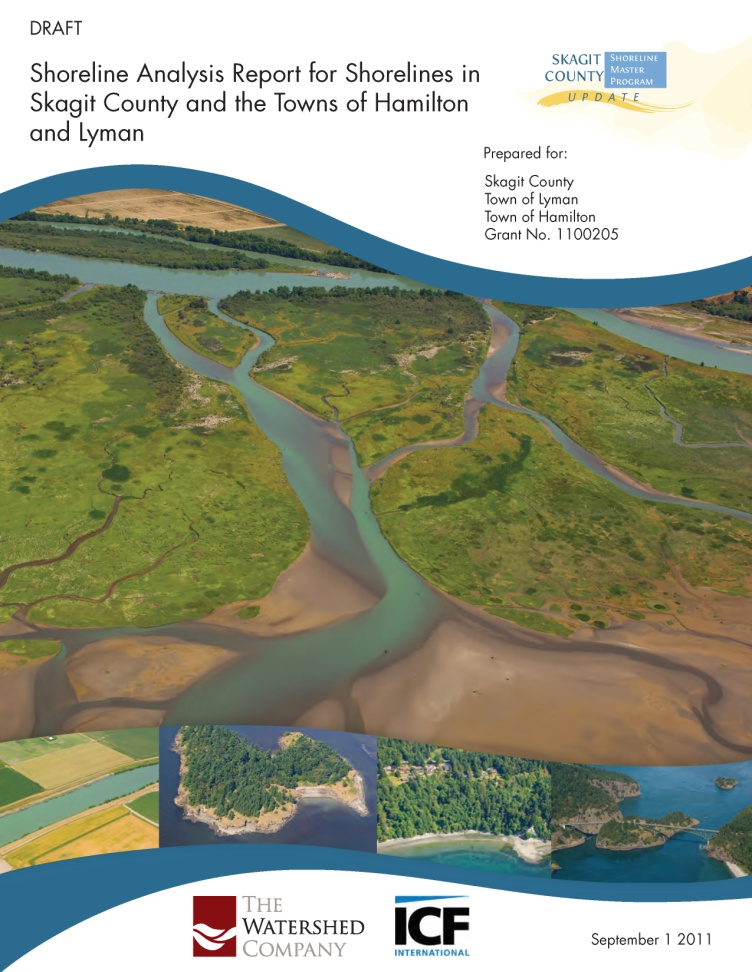 DRAFT
Shoreline Analysis Report for Shorelines in
Skagit County and the Towns of Hamilton
and Lyman
SKAGIT
COUNTY
SHORELINE
MASTER
PROGRAM
UPDATE
Prepared for:
Skagit County
Town of Lyman
Town of Hamilton
Grant No. 1100205
THE
WATERSHED
COMPANY
ICF
INTERNATIONAL
September 1 2011